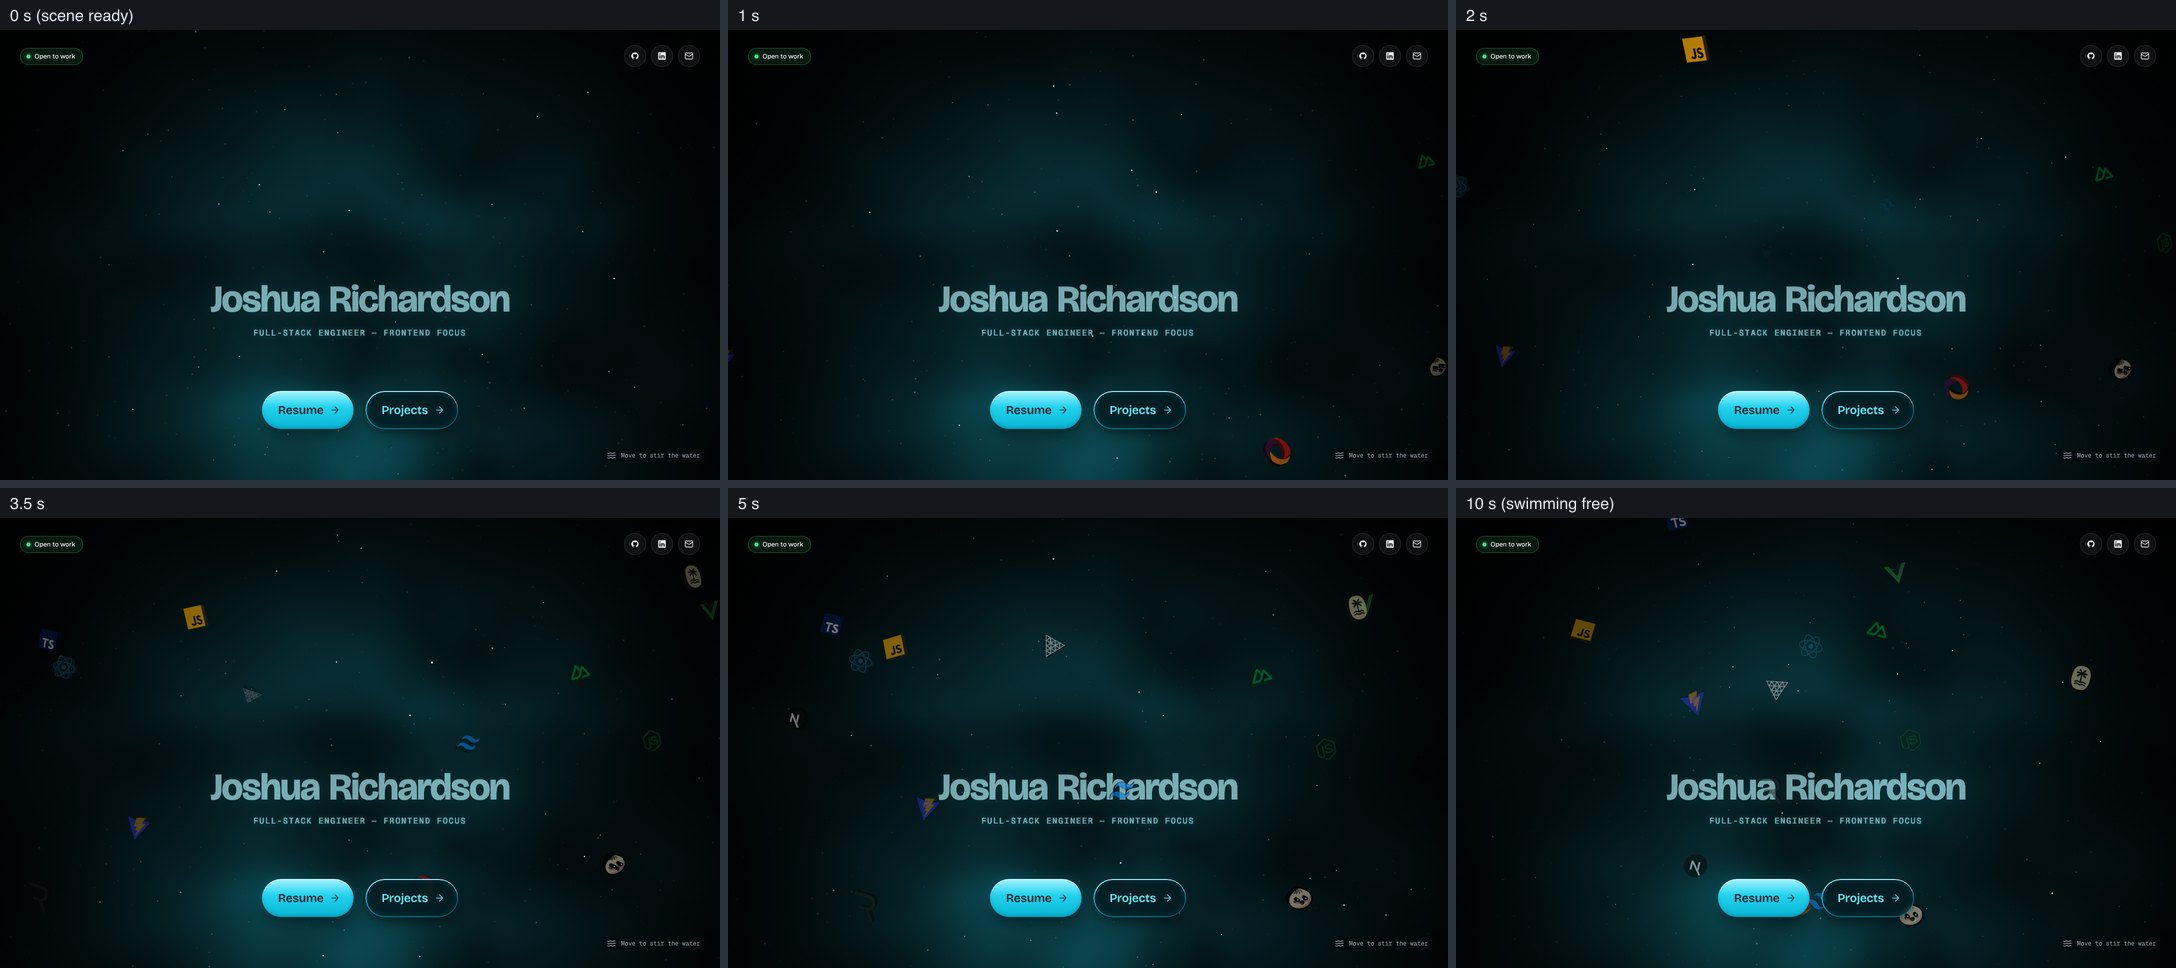 0 s (scene ready)
Open to work
Joshua Richardson
FULL-STACK ENGINEER — FRONTEND FOCUS
Resume →
Projects →
Move to stir the water
1 s
Open to work
Joshua Richardson
FULL-STACK ENGINEER — FRONTEND FOCUS
Resume →
Projects →
Move to stir the water
2 s
JS
Open to work
JS
Joshua Richardson
FULL-STACK ENGINEER — FRONTEND FOCUS
Resume →
Projects →
Move to stir the water
3.5 s
Open to work
JS
TS
JS
Joshua Richardson
FULL-STACK ENGINEER — FRONTEND FOCUS
Resume →
Projects →
Move to stir the water
5 s
Open to work
TS
JS
N
JS
Joshua Richardson
FULL-STACK ENGINEER — FRONTEND FOCUS
Resume →
Projects →
Move to stir the water
10 s (swimming free)
TS
Open to work
JS
JS
Joshua Richardson
FULL-STACK ENGINEER — FRONTEND FOCUS
N
Resume →
Projects →
Move to stir the water